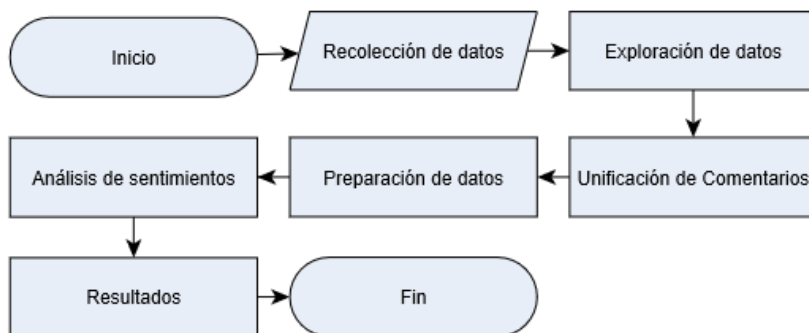 Inicio
Recolección de datos
Exploración de datos
Unificación de Comentarios
Preparación de datos
Análisis de sentimientos
Resultados
Fin